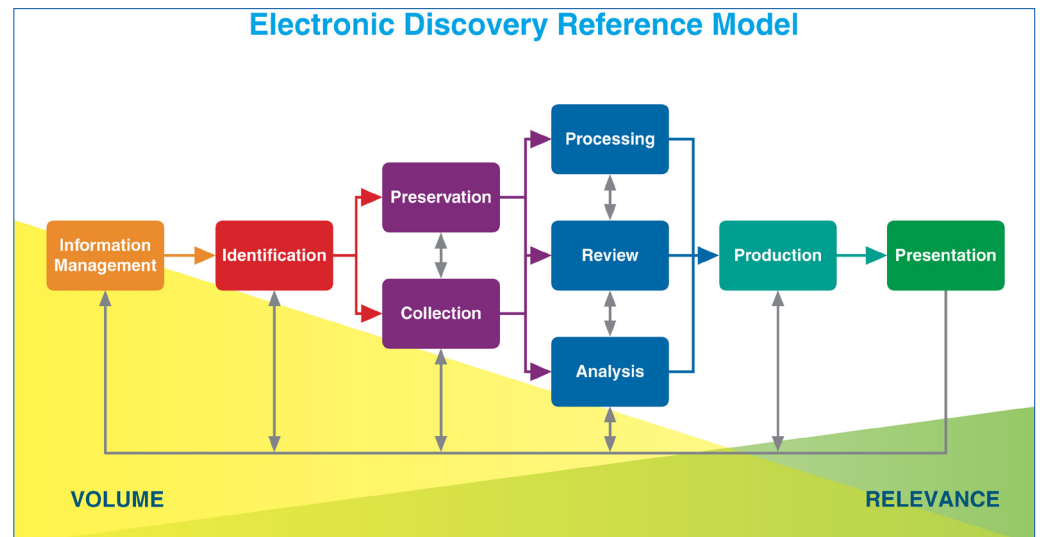 Electronic Discovery Reference Model
Processing
Preservation
Information
Management
Identification
Review
Production
Presentation
Collection
Analysis
VOLUME
RELEVANCE